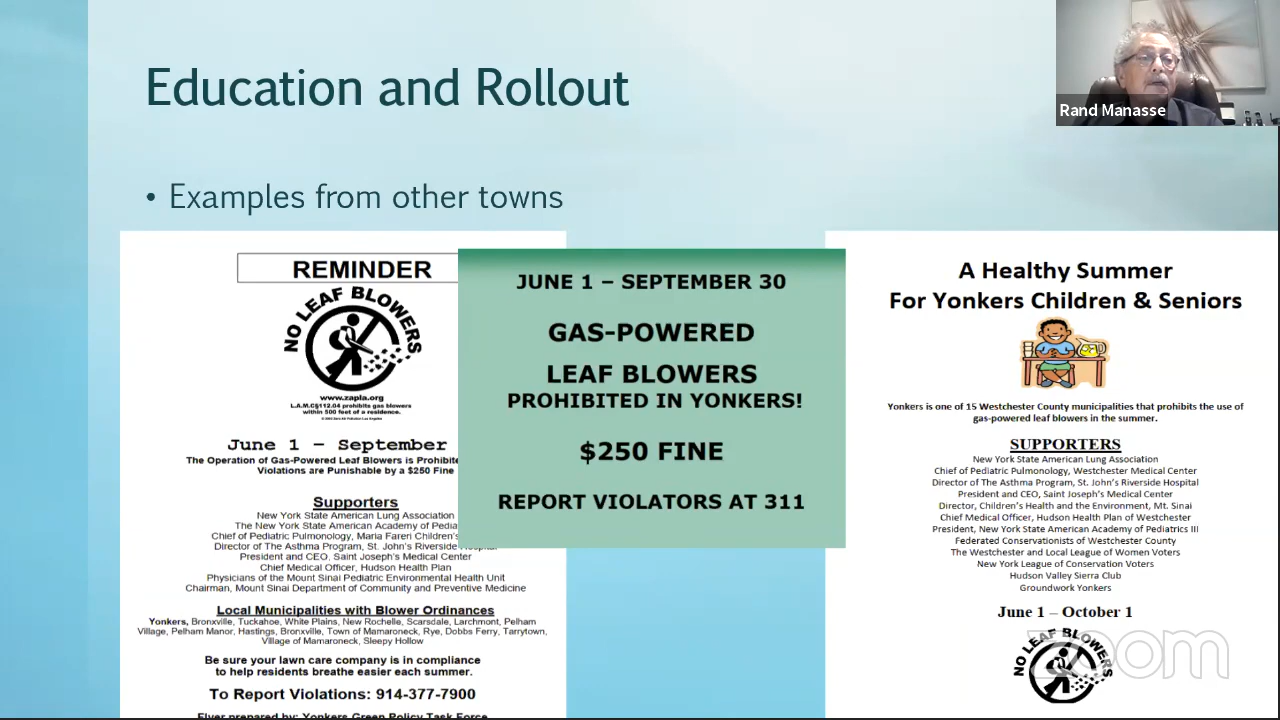 Education and Rollout
Rand Manasse
• Examples from other towns
REMINDER
NO LEAF BLOWERS
www.zapla.org
L.A.M.C§112.04 prohibits gas blowers
within 500 feet of a residence.
June 1 – September
The Operation of Gas-Powered Leaf Blowers is
Violations are Punishable by a $250 Fine
Supporters
New York State American Lung Association
The New York State American Academy of
Chief of Pediatric Pulmonology, Maria Fareri
Director of The Asthma Program, St. John's Riverside Hospital
President and CEO, Saint Joseph's Medical Center
Chief Medical Officer, Hudson Health Plan
Physicians of the Mount Sinai Pediatric Environmental Health Unit
Chairman, Mount Sinai Department of Community and Preventive Medicine
Local Municipalities with Blower Ordinances
Yonkers, Bronxville, Tuckahoe, White Plains, New Rochelle, Scarsdale, Larchmont, Pelham
Village, Pelham Manor, Hastings, Bronxville, Town of Mamaroneck, Rye, Dobbs Ferry, Tarrytown,
Village of Mamaroneck, Sleepy Hollow
Be sure your lawn care company is in compliance
to help residents breathe easier each summer.
To Report Violations: 914-377-7900
Flyer prepared by: Yonkers Green Policy Task Force
JUNE 1 – SEPTEMBER 30
GAS-POWERED
LEAF BLOWERS
PROHIBITED IN YONKERS!
$250 FINE
REPORT VIOLATORS AT 311
A Healthy Summer
For Yonkers Children & Seniors
Yonkers is one of 15 Westchester County municipalities that prohibits the use of
gas-powered leaf blowers in the summer.
SUPPORTERS
New York State American Lung Association
Chief of Pediatric Pulmonology, Westchester Medical Center
Director of The Asthma Program, St. John's Riverside Hospital
President and CEO, Saint Joseph's Medical Center
Director, Children's Health and the Environment, Mt. Sinai
Chief Medical Officer, Hudson Health Plan of Westchester
President, New York State American Academy of Pediatrics III
Federated Conservationists of Westchester County
The Westchester and Local League of Women Voters
New York League of Conservation Voters
Hudson Valley Sierra Club
Groundwork Yonkers
June 1 – October 1
NO LEAF BLOWERS
zoom